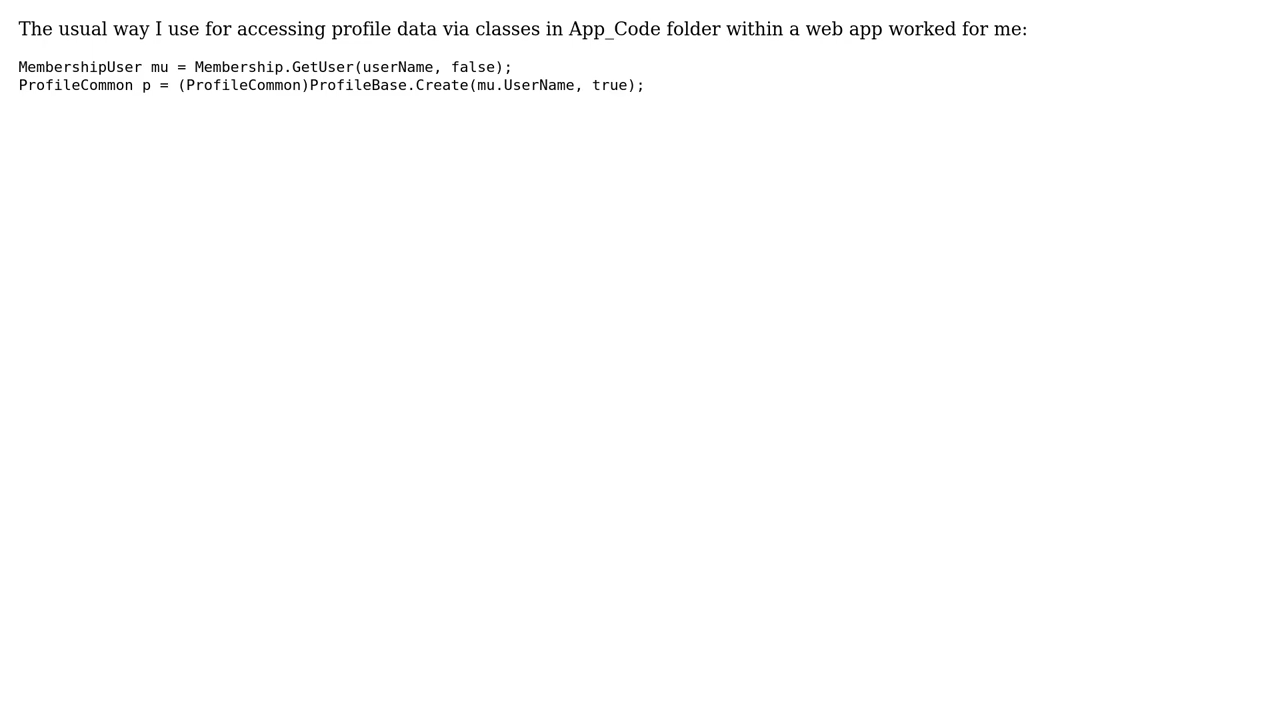 The usual way I use for accessing profile data via classes in App_Code folder within a web app worked for me:
MembershipUser mu = Membership.GetUser(userName, false);
ProfileCommon p = (ProfileCommon)ProfileBase.Create(mu.UserName, true);